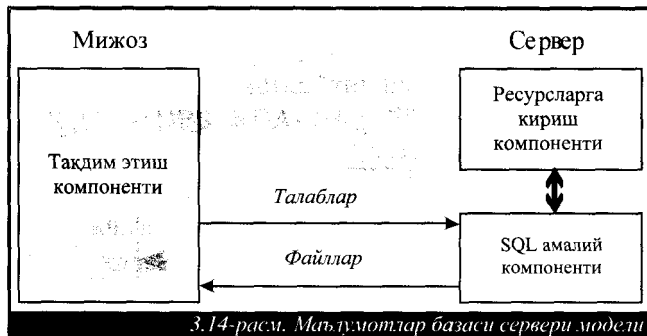 Мижоз
Сервер
Тақдим этиш
компоненти
Ресурсларга
кириш
компоненти
Талаблар
Файллар
SQL амалий
компоненти
3.14-расм. Маълумотлар базаси сервери модели